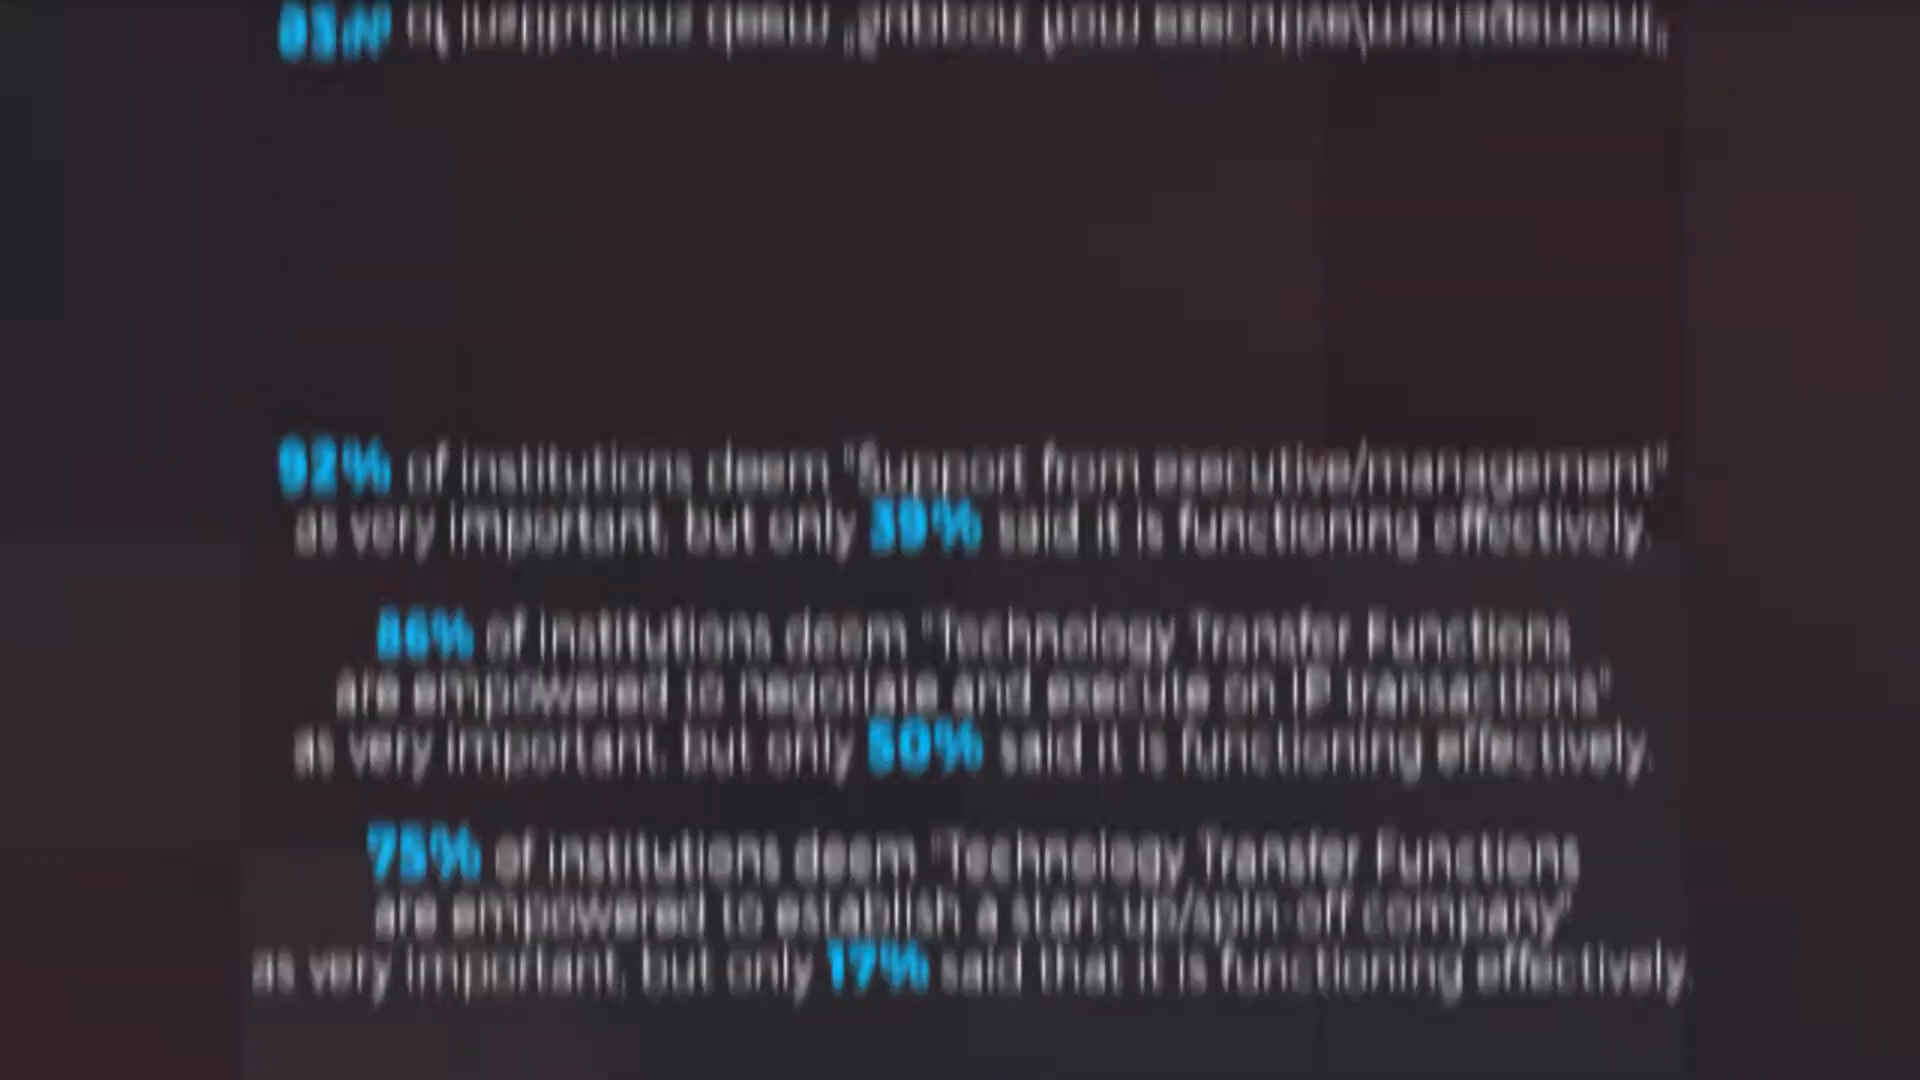 92% of institutions deem "Support from executive/management"
as very important, but only 39% said it is functioning effectively.
86% of institutions deem "Technology Transfer Functions
are empowered to negotiate and execute on IP transactions"
as very important, but only 50% said it is functioning effectively.
75% of institutions deem "Technology Transfer Functions
are empowered to establish a start-up/spin-off company"
as very important, but only 17% said that it is functioning effectively.